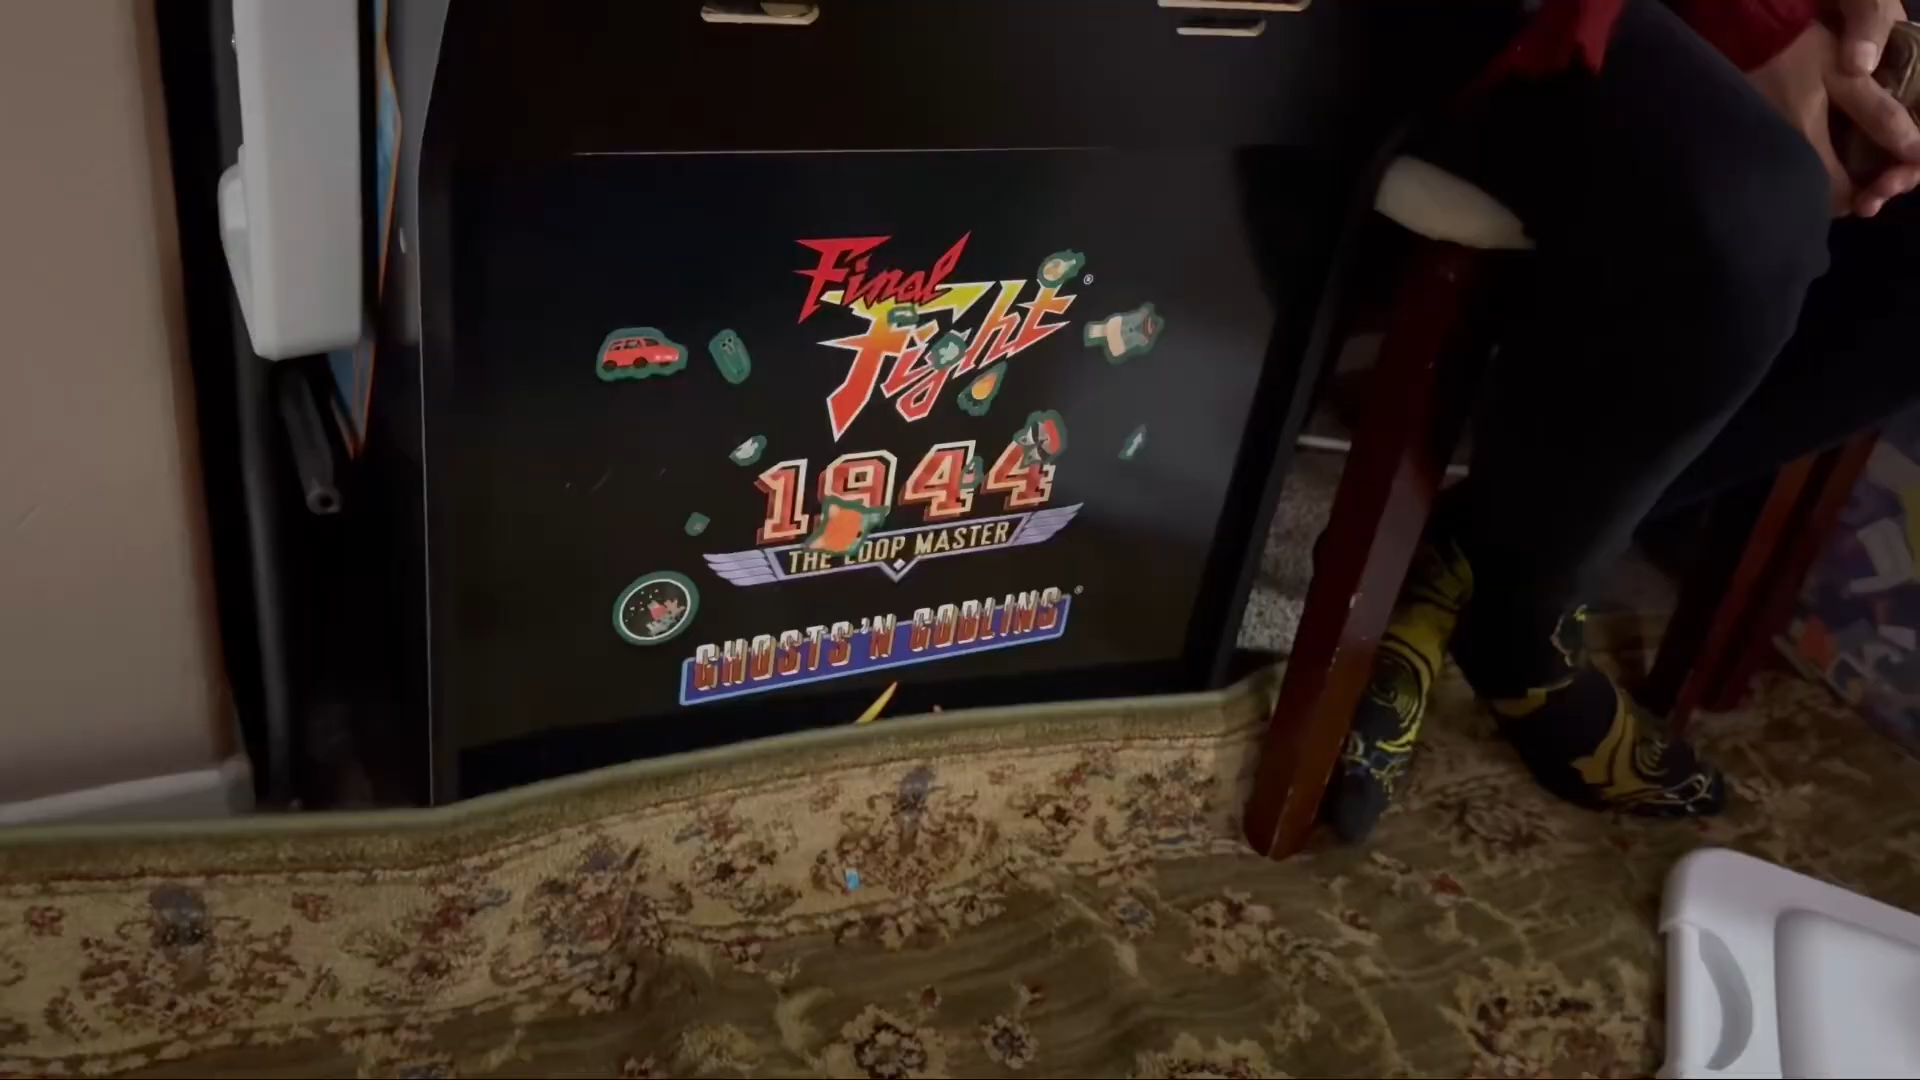 Final
Fight®
1944
THE LOOP MASTER
GHOSTS'N GOBLINS®